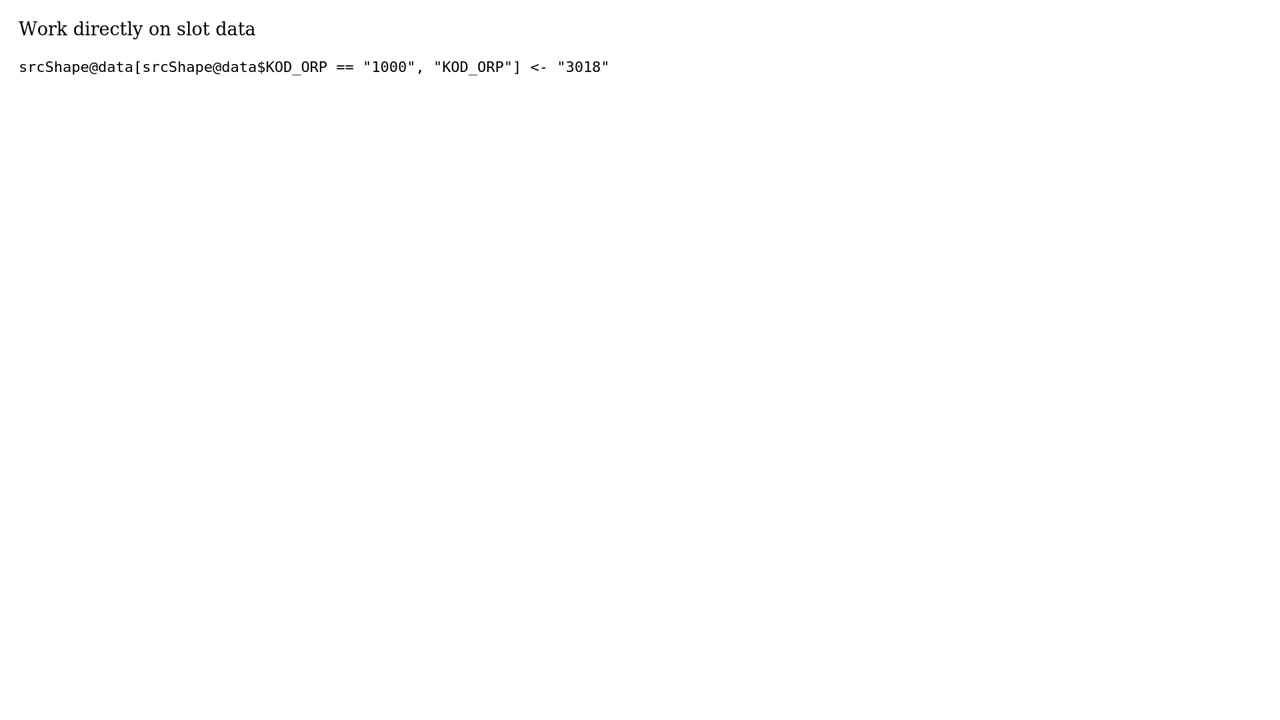 Work directly on slot data
srcShape@data[srcShape@data$KOD_ORP == "1000", "KOD_ORP"] <- "3018"